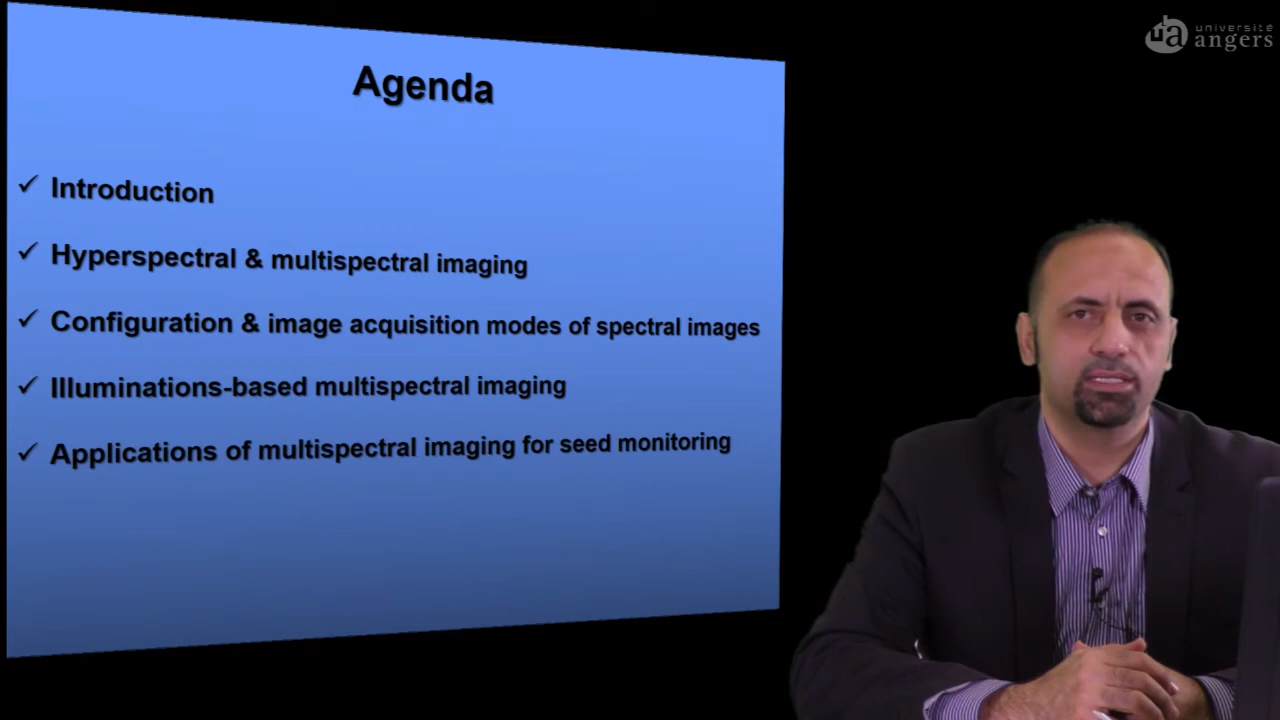 université
angers
Agenda
✓ Introduction
✓ Hyperspectral & multispectral imaging
✓ Configuration & image acquisition modes of spectral images
✓ Illuminations-based multispectral imaging
✓ Applications of multispectral imaging for seed monitoring